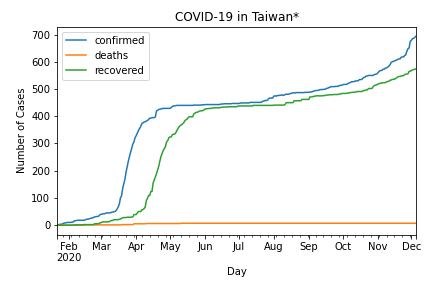 COVID-19 in Taiwan*
confirmed
deaths
recovered
Number of Cases
700
600
500
400
300
200
100
0
Feb Mar Apr May Jun Jul Aug Sep Oct Nov Dec
2020
Day